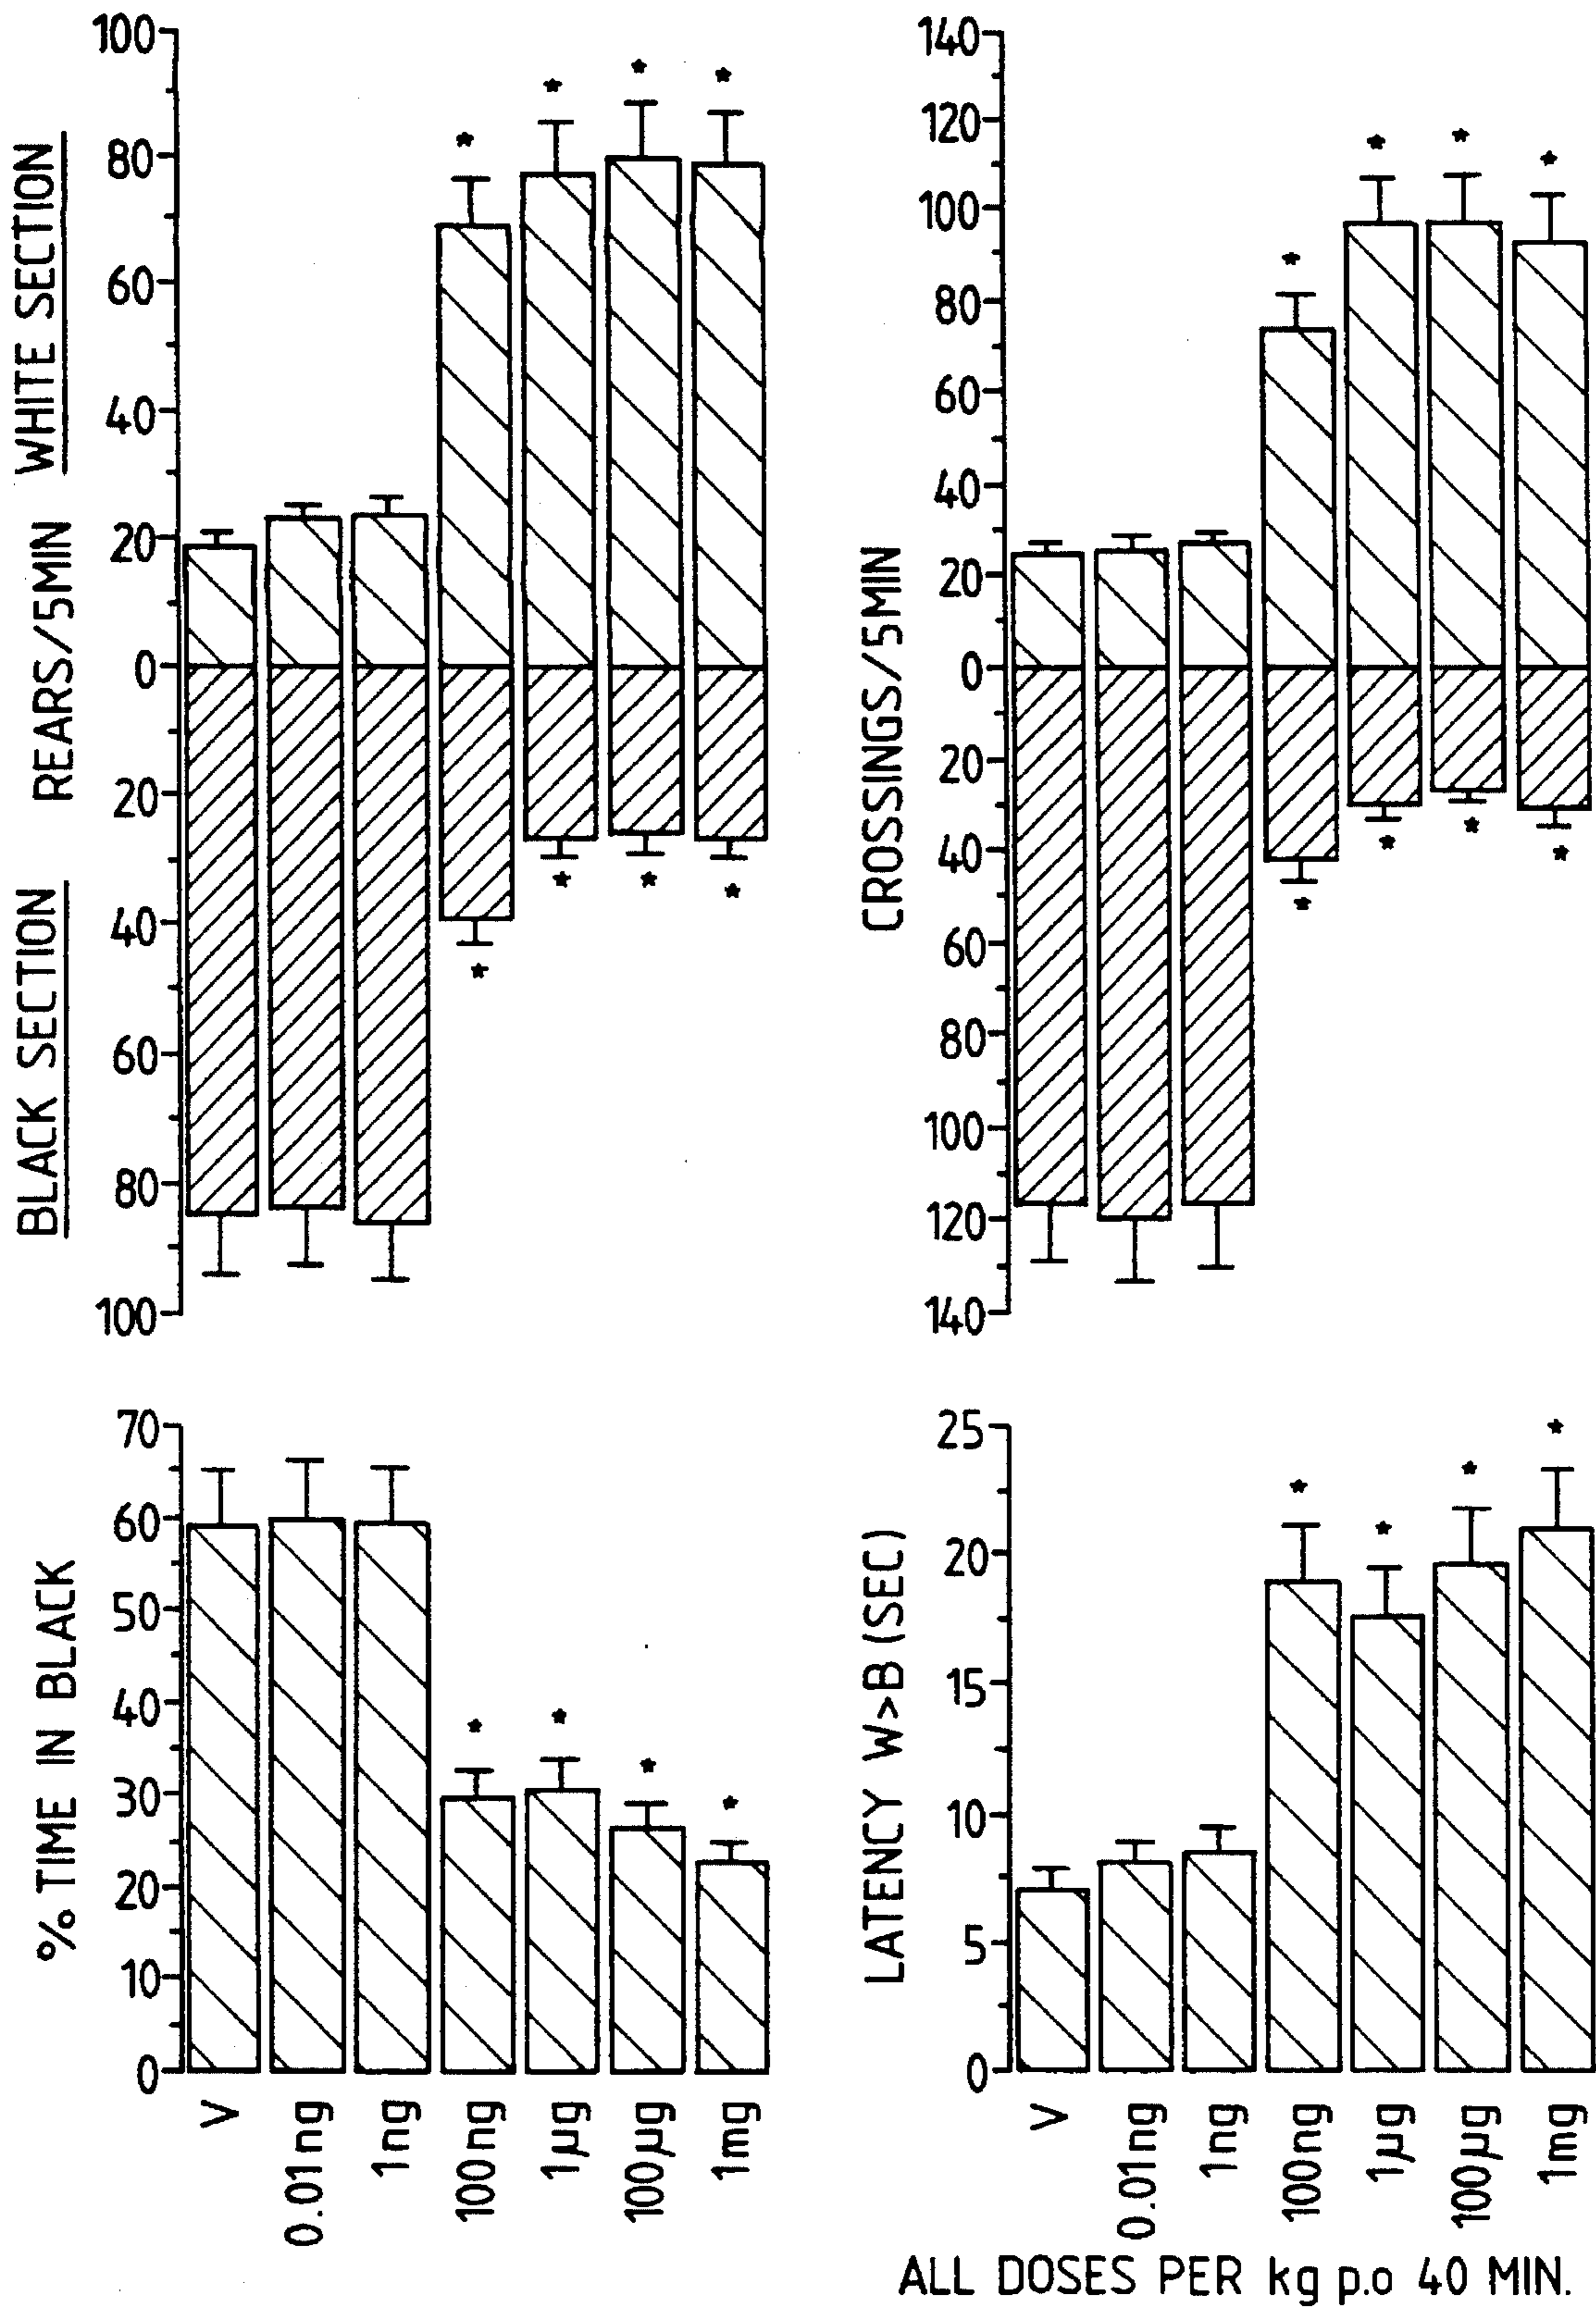 WHITE SECTION
BLACK SECTION
REARS/5MIN
100
80
60
40
20
0
20
40
60
80
100
* * * *
* * * *
CROSSINGS/5MIN
140
120
100
80
60
40
20
0
20
40
60
80
100
120
140
* * * *
* * * *
% TIME IN BLACK
70
60
50
40
30
20
10
0
* * * *
V 0.01ng 1ng 100ng 1µg 100µg 1mg
LATENCY W>B (SEC)
25
20
15
10
5
0
* * * *
V 0.01ng 1ng 100ng 1µg 100µg 1mg
ALL DOSES PER kg p.o 40 MIN.